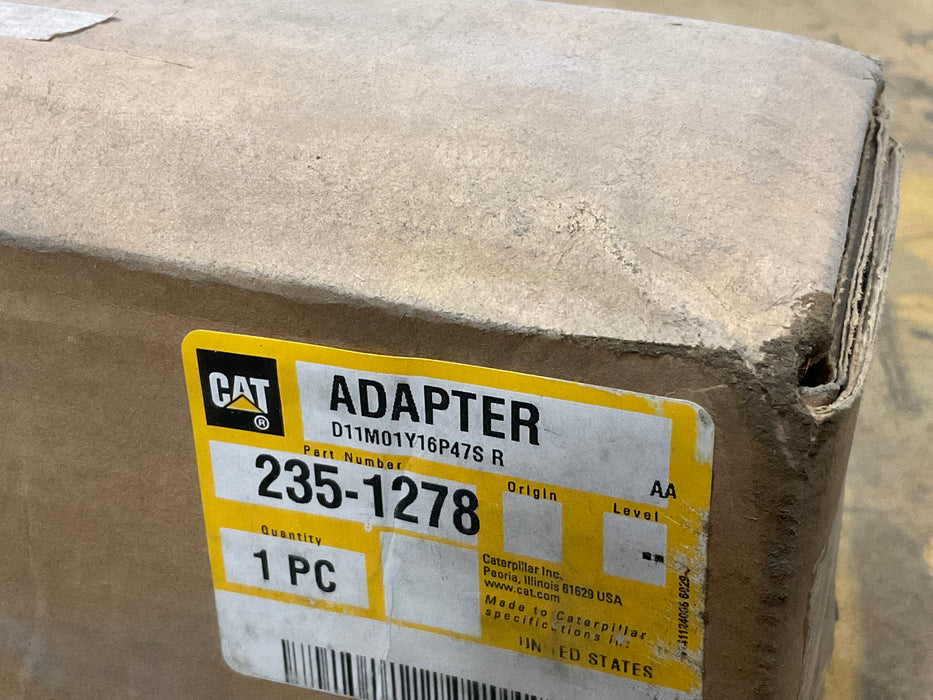 CAT
®
ADAPTER
D11M01Y16P47S R
Part Number
235-1278
Origin
AA
Level
--
Quantity
1 PC
Caterpillar Inc.
Peoria, Illinois 61629 USA
www.cat.com
Made to Caterpillar
specifications in:
UNITED STATES